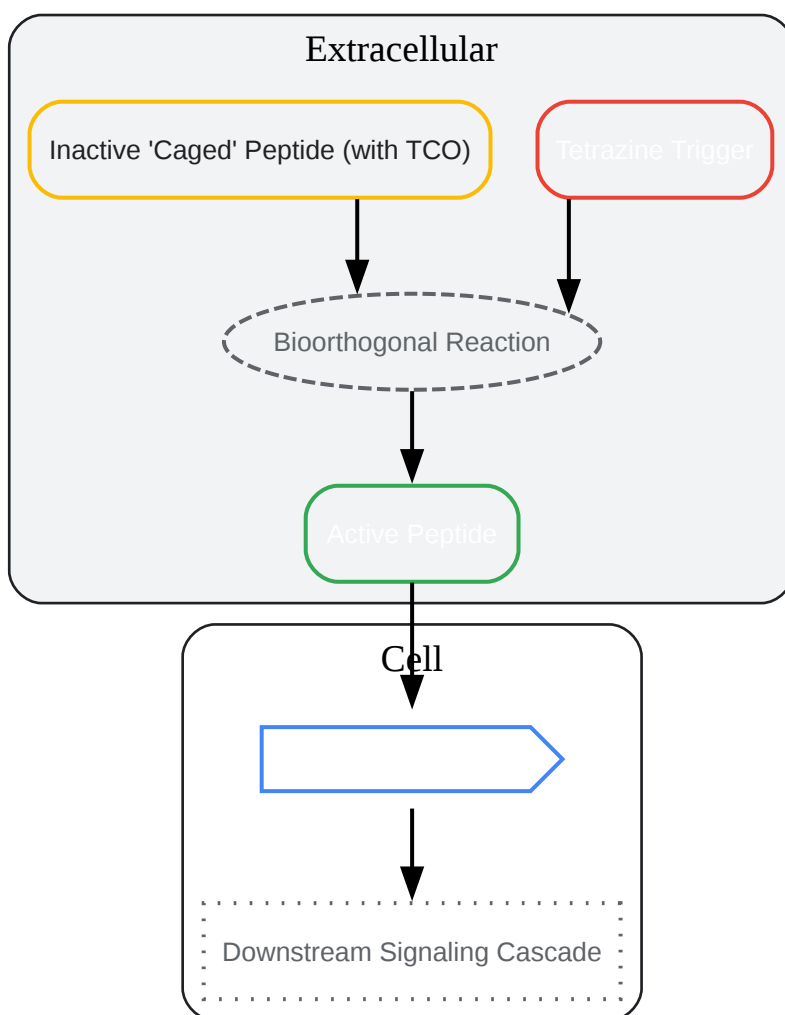 Extracellular
Inactive 'Caged' Peptide (with TCO)
Tetrazine Trigger
Bioorthogonal Reaction
Active Peptide
Cell
Downstream Signaling Cascade